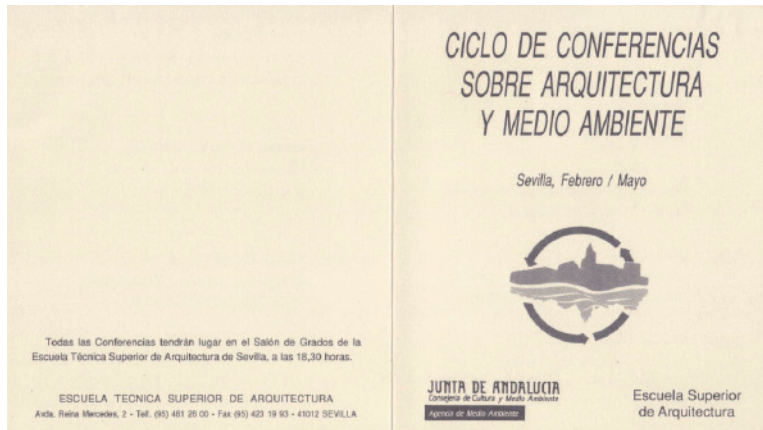 Todas las Conferencias tendrán lugar en el Salón de Grados de la
Escuela Técnica Superior de Arquitectura de Sevilla, a las 18,30 horas.
ESCUELA TECNICA SUPERIOR DE ARQUITECTURA
Avda. Reina Mercedes, 2 - Telf. (95) 461 26 00 - Fax (95) 423 19 93 - 41012 SEVILLA
CICLO DE CONFERENCIAS
SOBRE ARQUITECTURA
Y MEDIO AMBIENTE
Sevilla, Febrero / Mayo
JUNTA DE ANDALUCIA
Consejería de Cultura y Medio Ambiente
Agencia de Medio Ambiente
Escuela Superior
de Arquitectura